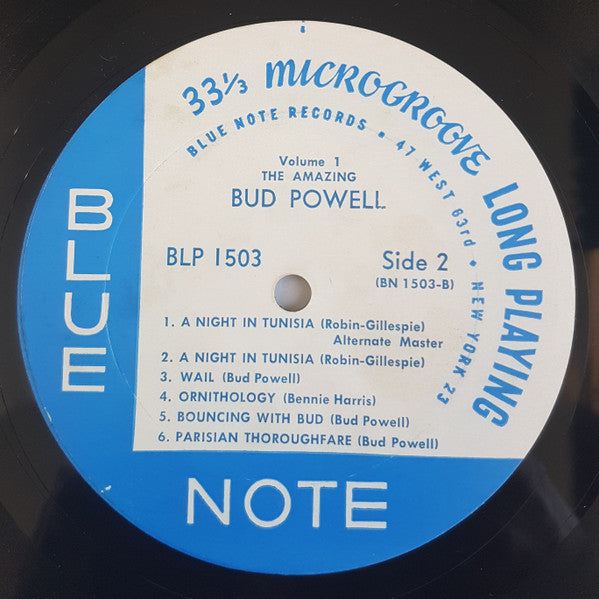 33⅓ MICROGROOVE LONG PLAYING
BLUE NOTE RECORDS • 47 WEST 63rd • NEW YORK 23
Volume 1
THE AMAZING
BUD POWELL
BLP 1503
Side 2
(BN 1503-B)
1. A NIGHT IN TUNISIA (Robin-Gillespie)
Alternate Master
2. A NIGHT IN TUNISIA (Robin-Gillespie)
3. WAIL (Bud Powell)
4. ORNITHOLOGY (Bennie Harris)
5. BOUNCING WITH BUD (Bud Powell)
6. PARISIAN THOROUGHFARE (Bud Powell)
BLUE
NOTE